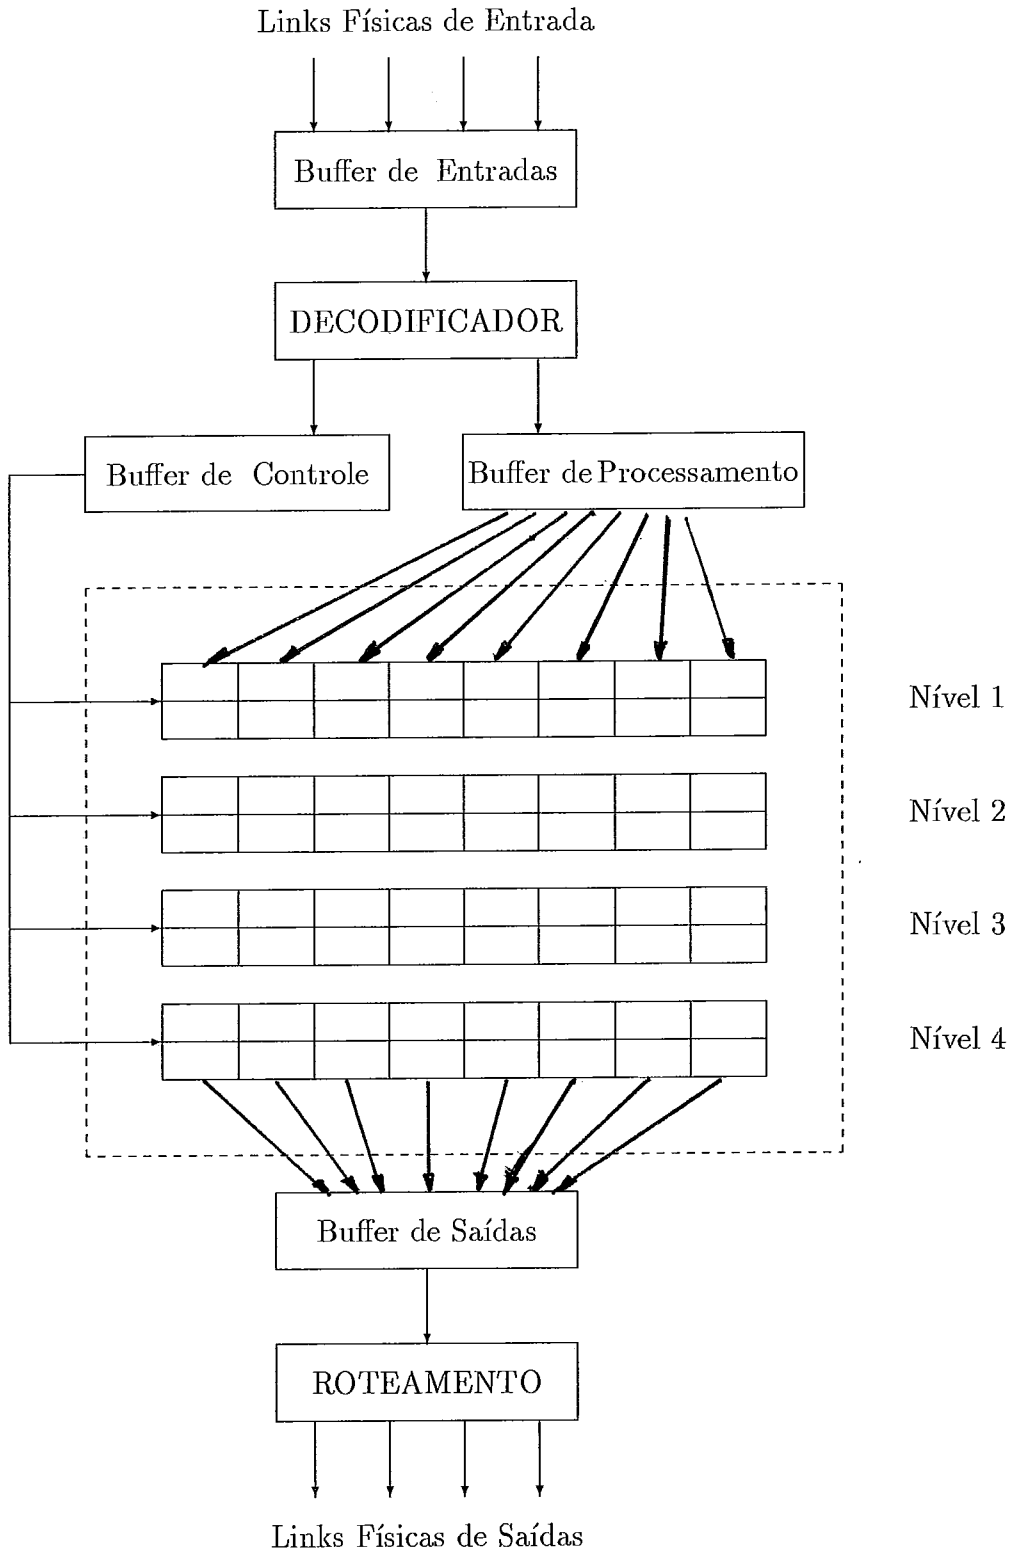 Links Físicas de Entrada
Buffer de Entradas
DECODIFICADOR
Buffer de Controle
Buffer de Processamento
Nível 1
Nível 2
Nível 3
Nível 4
Buffer de Saídas
ROTEAMENTO
Links Físicas de Saídas